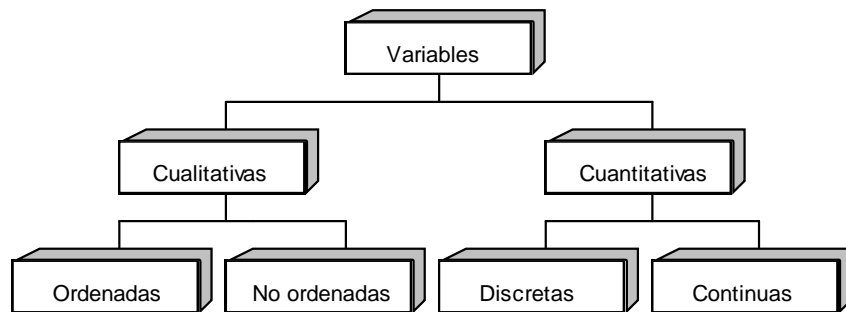 Variables
Cualitativas
Cuantitativas
Ordenadas
No ordenadas
Discretas
Continuas